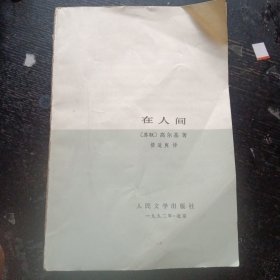 在人间
〔苏联〕高尔基 著
楼适夷 译
人民文学出版社
一九九二年·北京